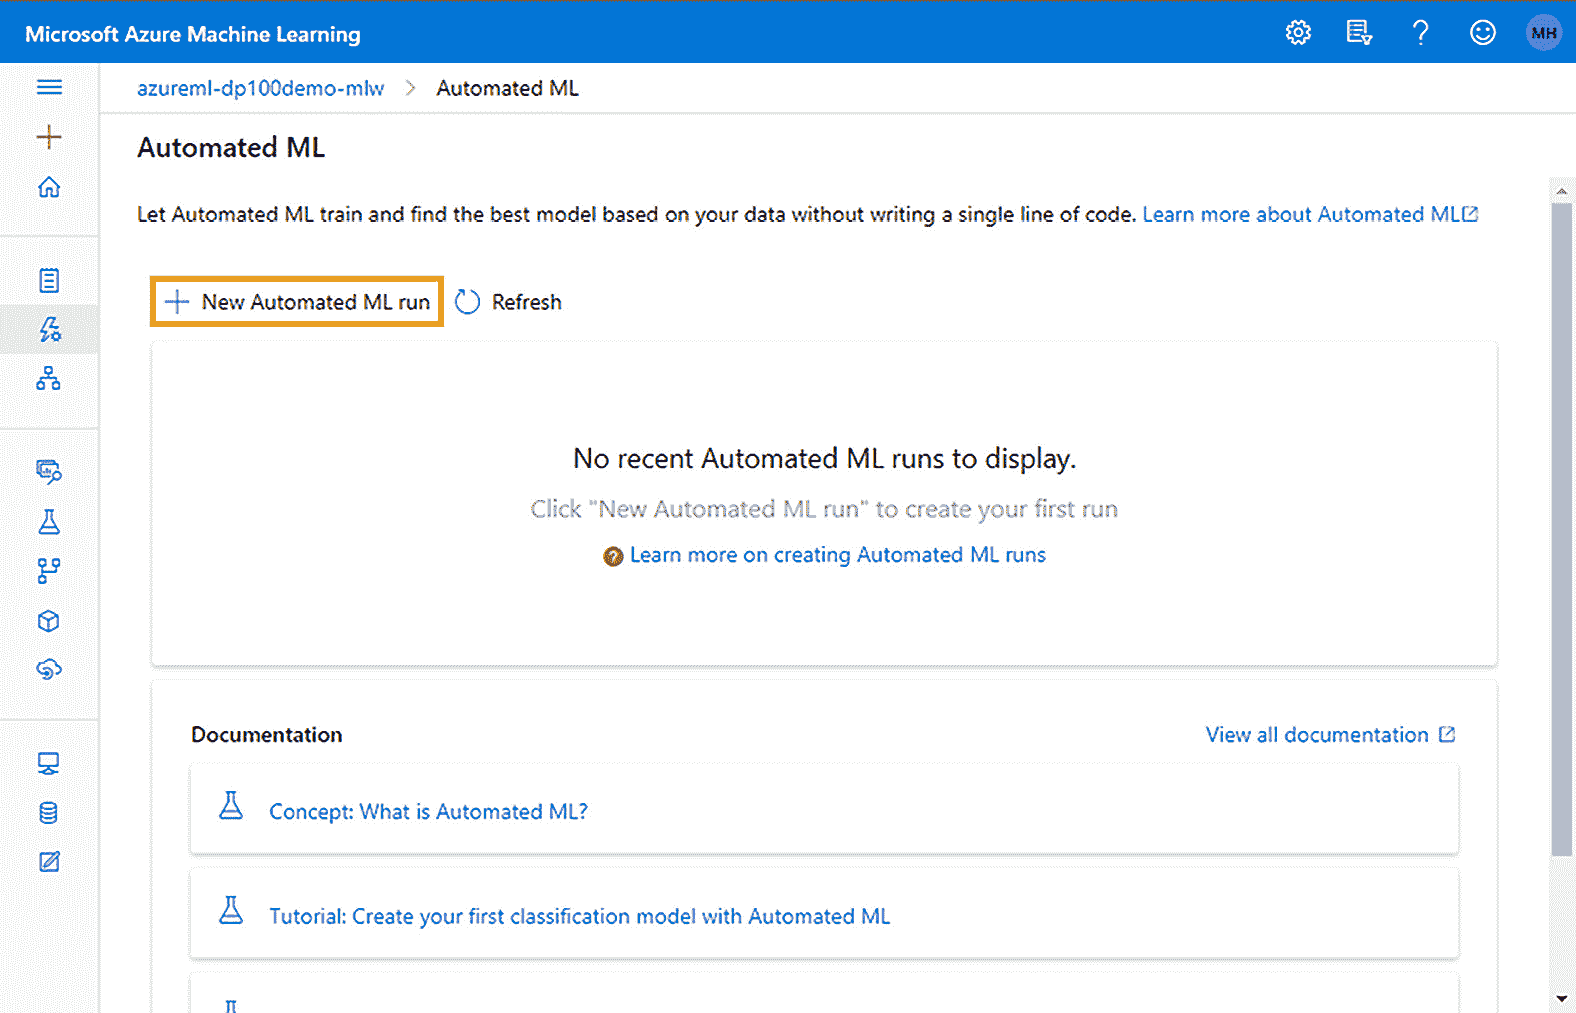 Microsoft Azure Machine Learning
MH
azureml-dp100demo-mlw > Automated ML
Automated ML
Let Automated ML train and find the best model based on your data without writing a single line of code. Learn more about Automated ML
New Automated ML run
Refresh
No recent Automated ML runs to display.
Click "New Automated ML run" to create your first run
Learn more on creating Automated ML runs
Documentation
View all documentation
Concept: What is Automated ML?
Tutorial: Create your first classification model with Automated ML